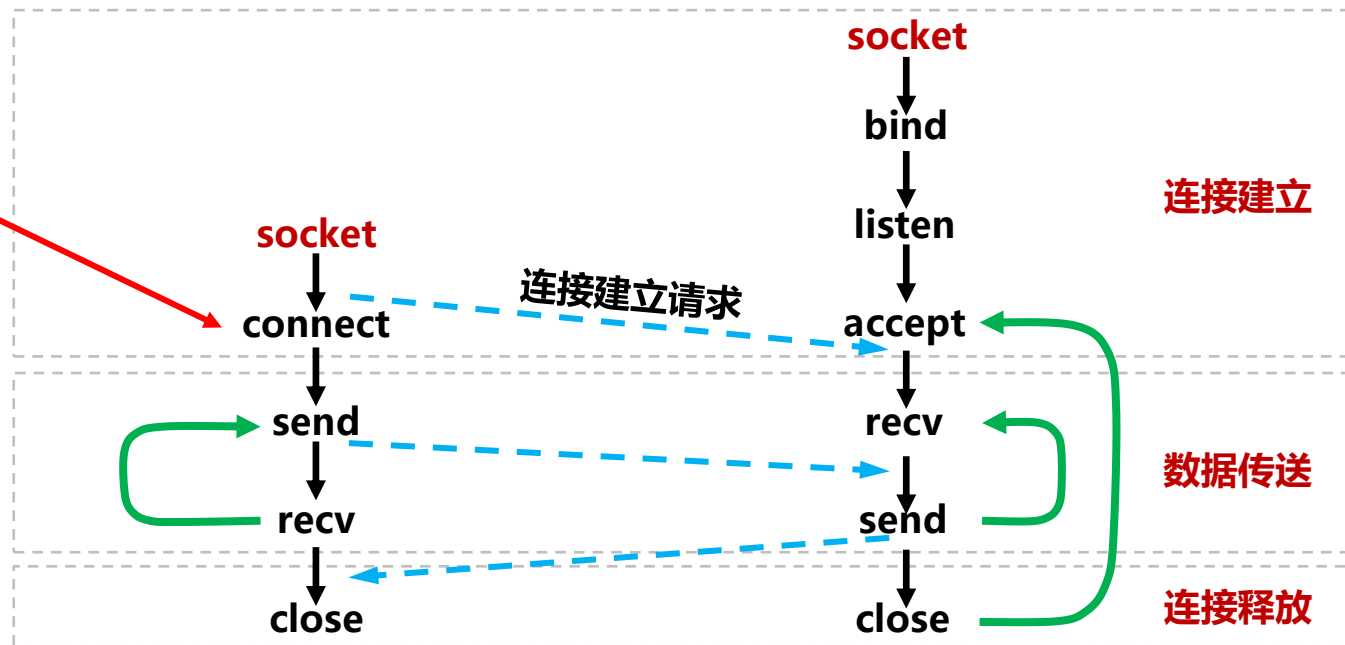 socket
bind
连接建立
listen
socket
连接建立请求
connect
accept
send
recv
数据传送
recv
send
连接释放
close
close